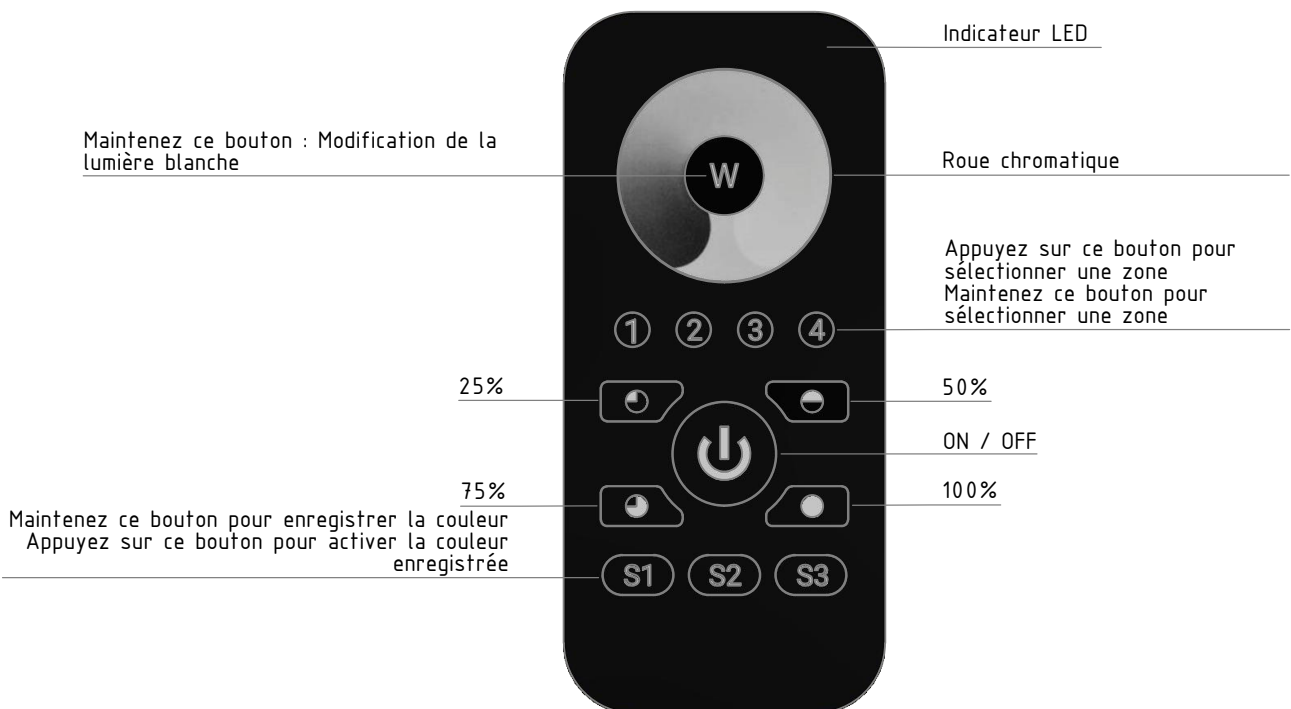 Indicateur LED
Maintenez ce bouton : Modification de la
lumière blanche
W
Roue chromatique
Appuyez sur ce bouton pour
sélectionner une zone
Maintenez ce bouton pour
sélectionner une zone
1 2 3 4
25%
50%
ON / OFF
75%
100%
Maintenez ce bouton pour enregistrer la couleur
Appuyez sur ce bouton pour activer la couleur
enregistrée
S1 S2 S3